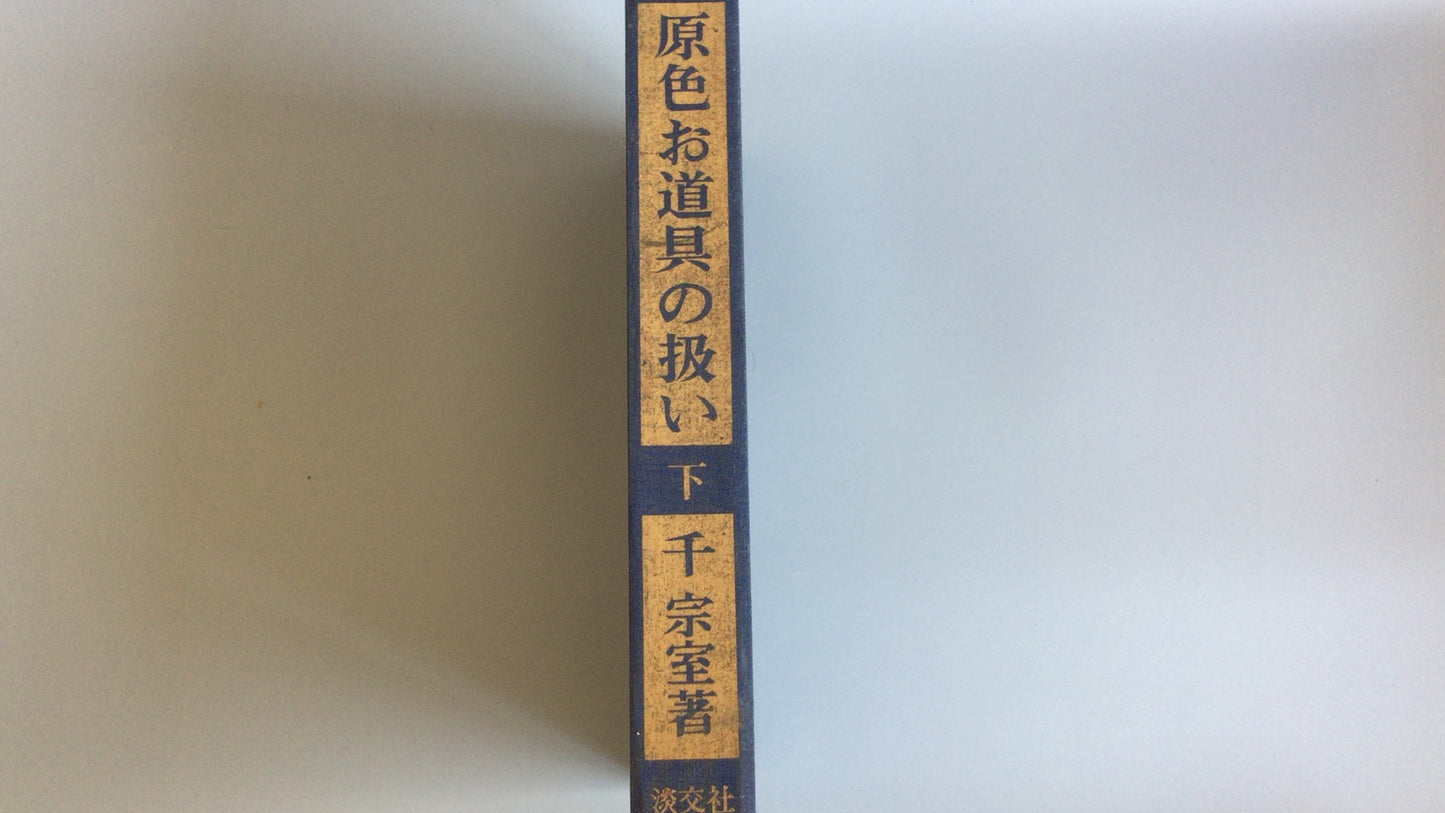 原色お道具の扱い
下
千宗室著
淡交社